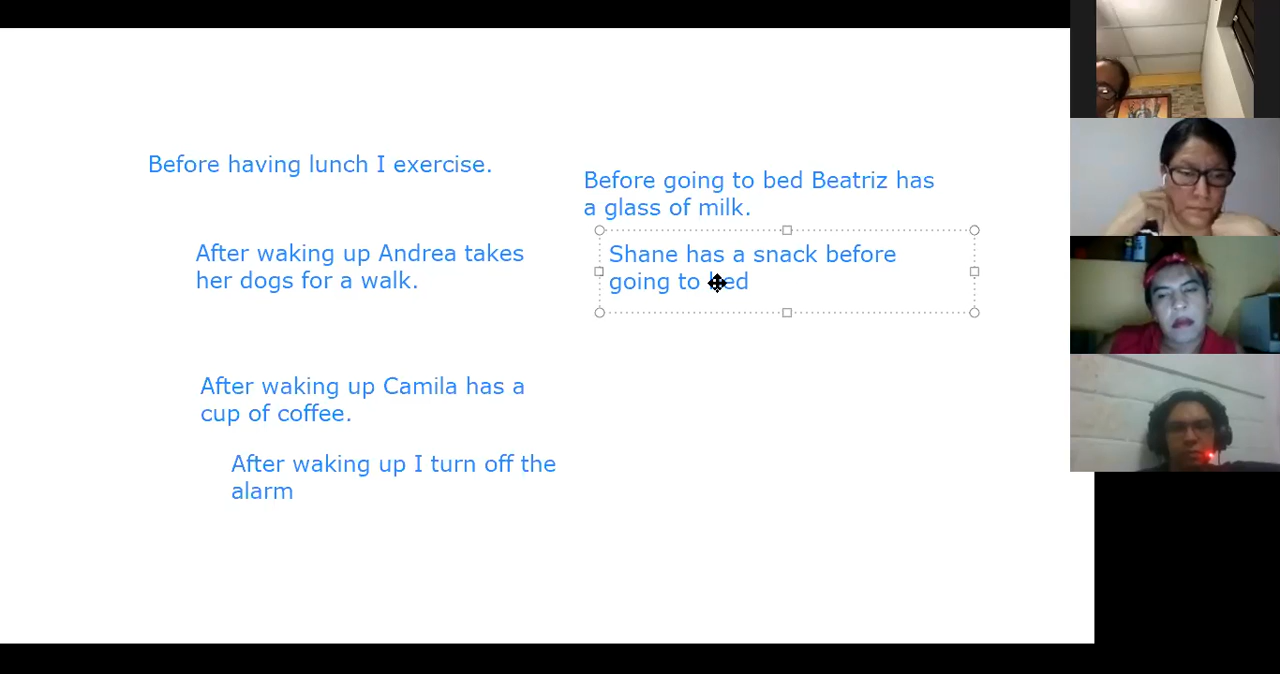 Before having lunch I exercise.
After waking up Andrea takes
her dogs for a walk.
After waking up Camila has a
cup of coffee.
After waking up I turn off the
alarm
Before going to bed Beatriz has
a glass of milk.
Shane has a snack before
going to bed